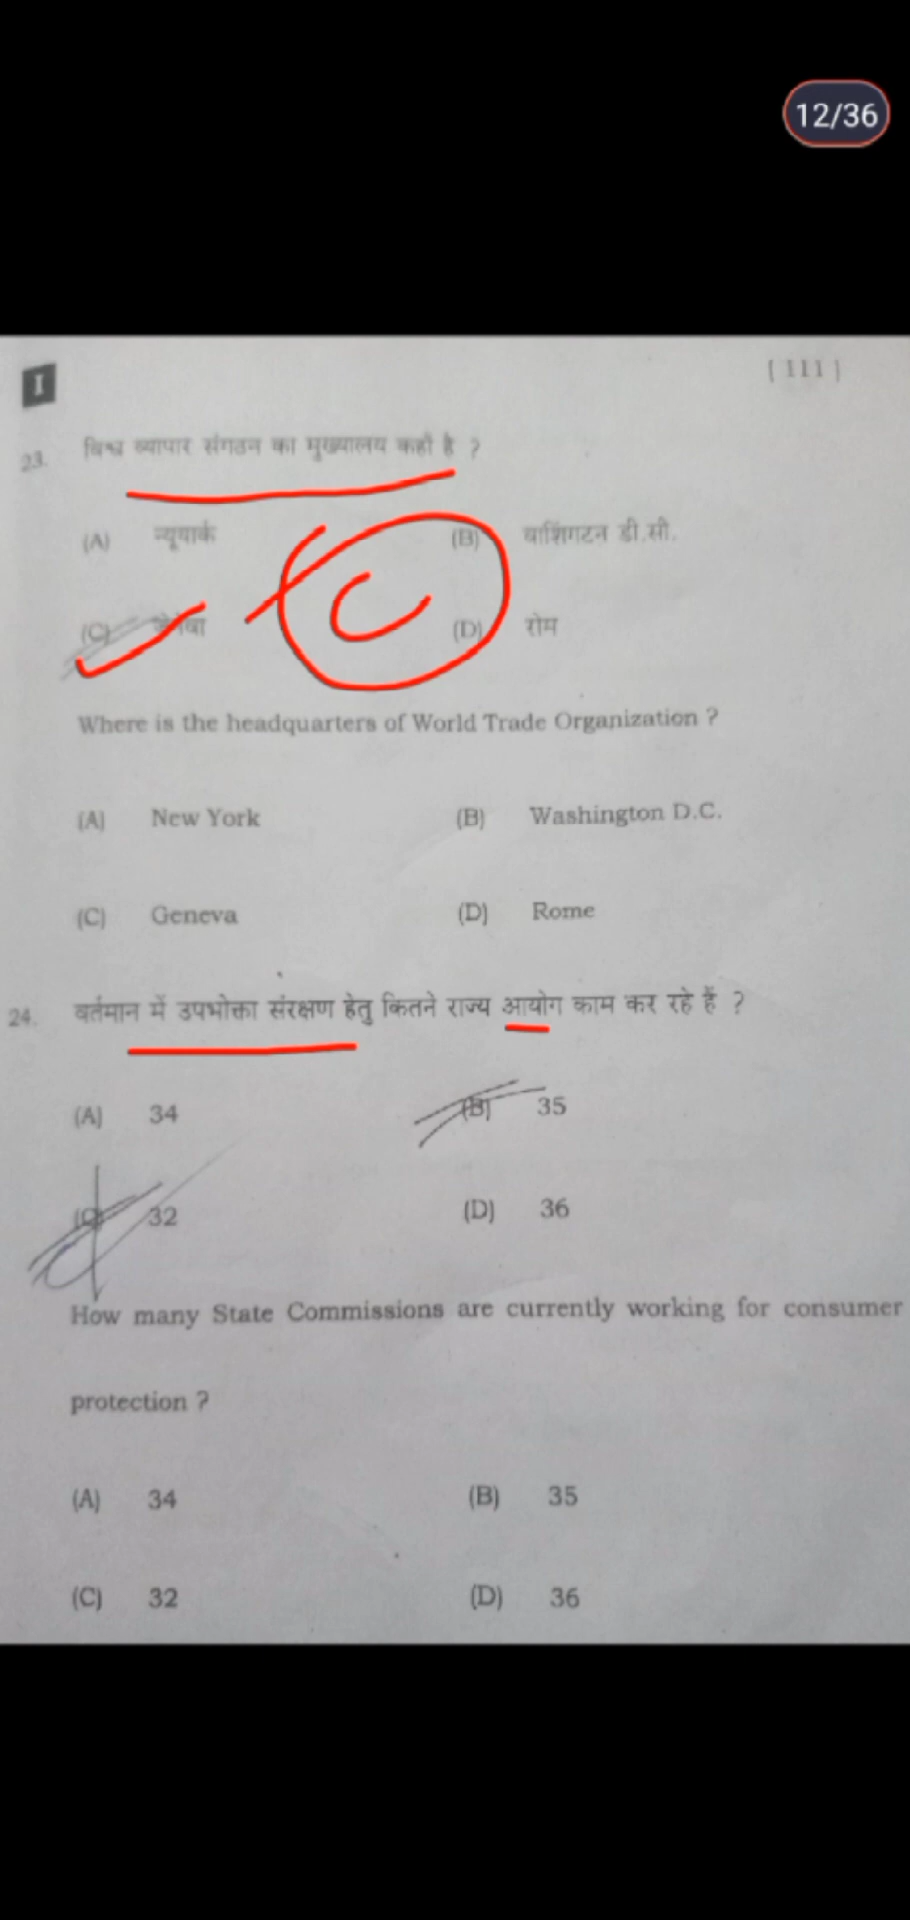 12/36
I
[ 111 ]
23. विश्व व्यापार संगठन का मुख्यालय कहाँ है ?
(A) न्यूयार्क (B) वाशिंगटन डी.सी.
(C) जेनेवा (D) रोम
C
Where is the headquarters of World Trade Organization ?
(A) New York (B) Washington D.C.
(C) Geneva (D) Rome
24. वर्तमान में उपभोक्ता संरक्षण हेतु कितने राज्य आयोग काम कर रहे हैं ?
(A) 34 (B) 35
(C) 32 (D) 36
How many State Commissions are currently working for consumer
protection ?
(A) 34 (B) 35
(C) 32 (D) 36